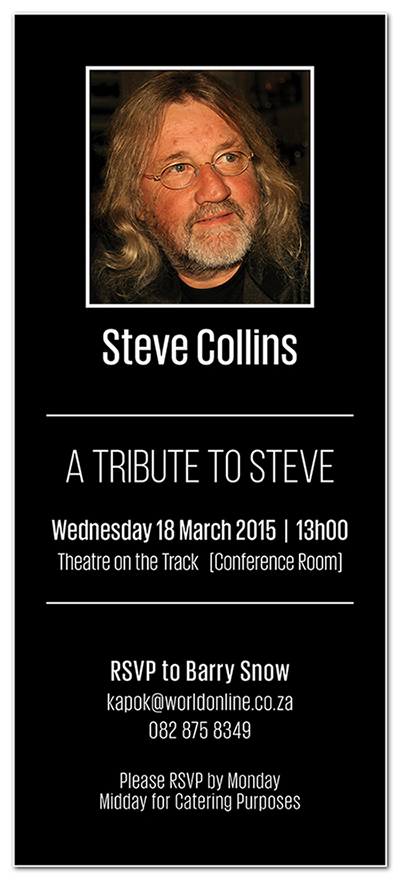 Steve Collins
A TRIBUTE TO STEVE
Wednesday 18 March 2015 | 13h00
Theatre on the Track [Conference Room]
RSVP to Barry Snow
kapok@worldonline.co.za
082 875 8349
Please RSVP by Monday
Midday for Catering Purposes